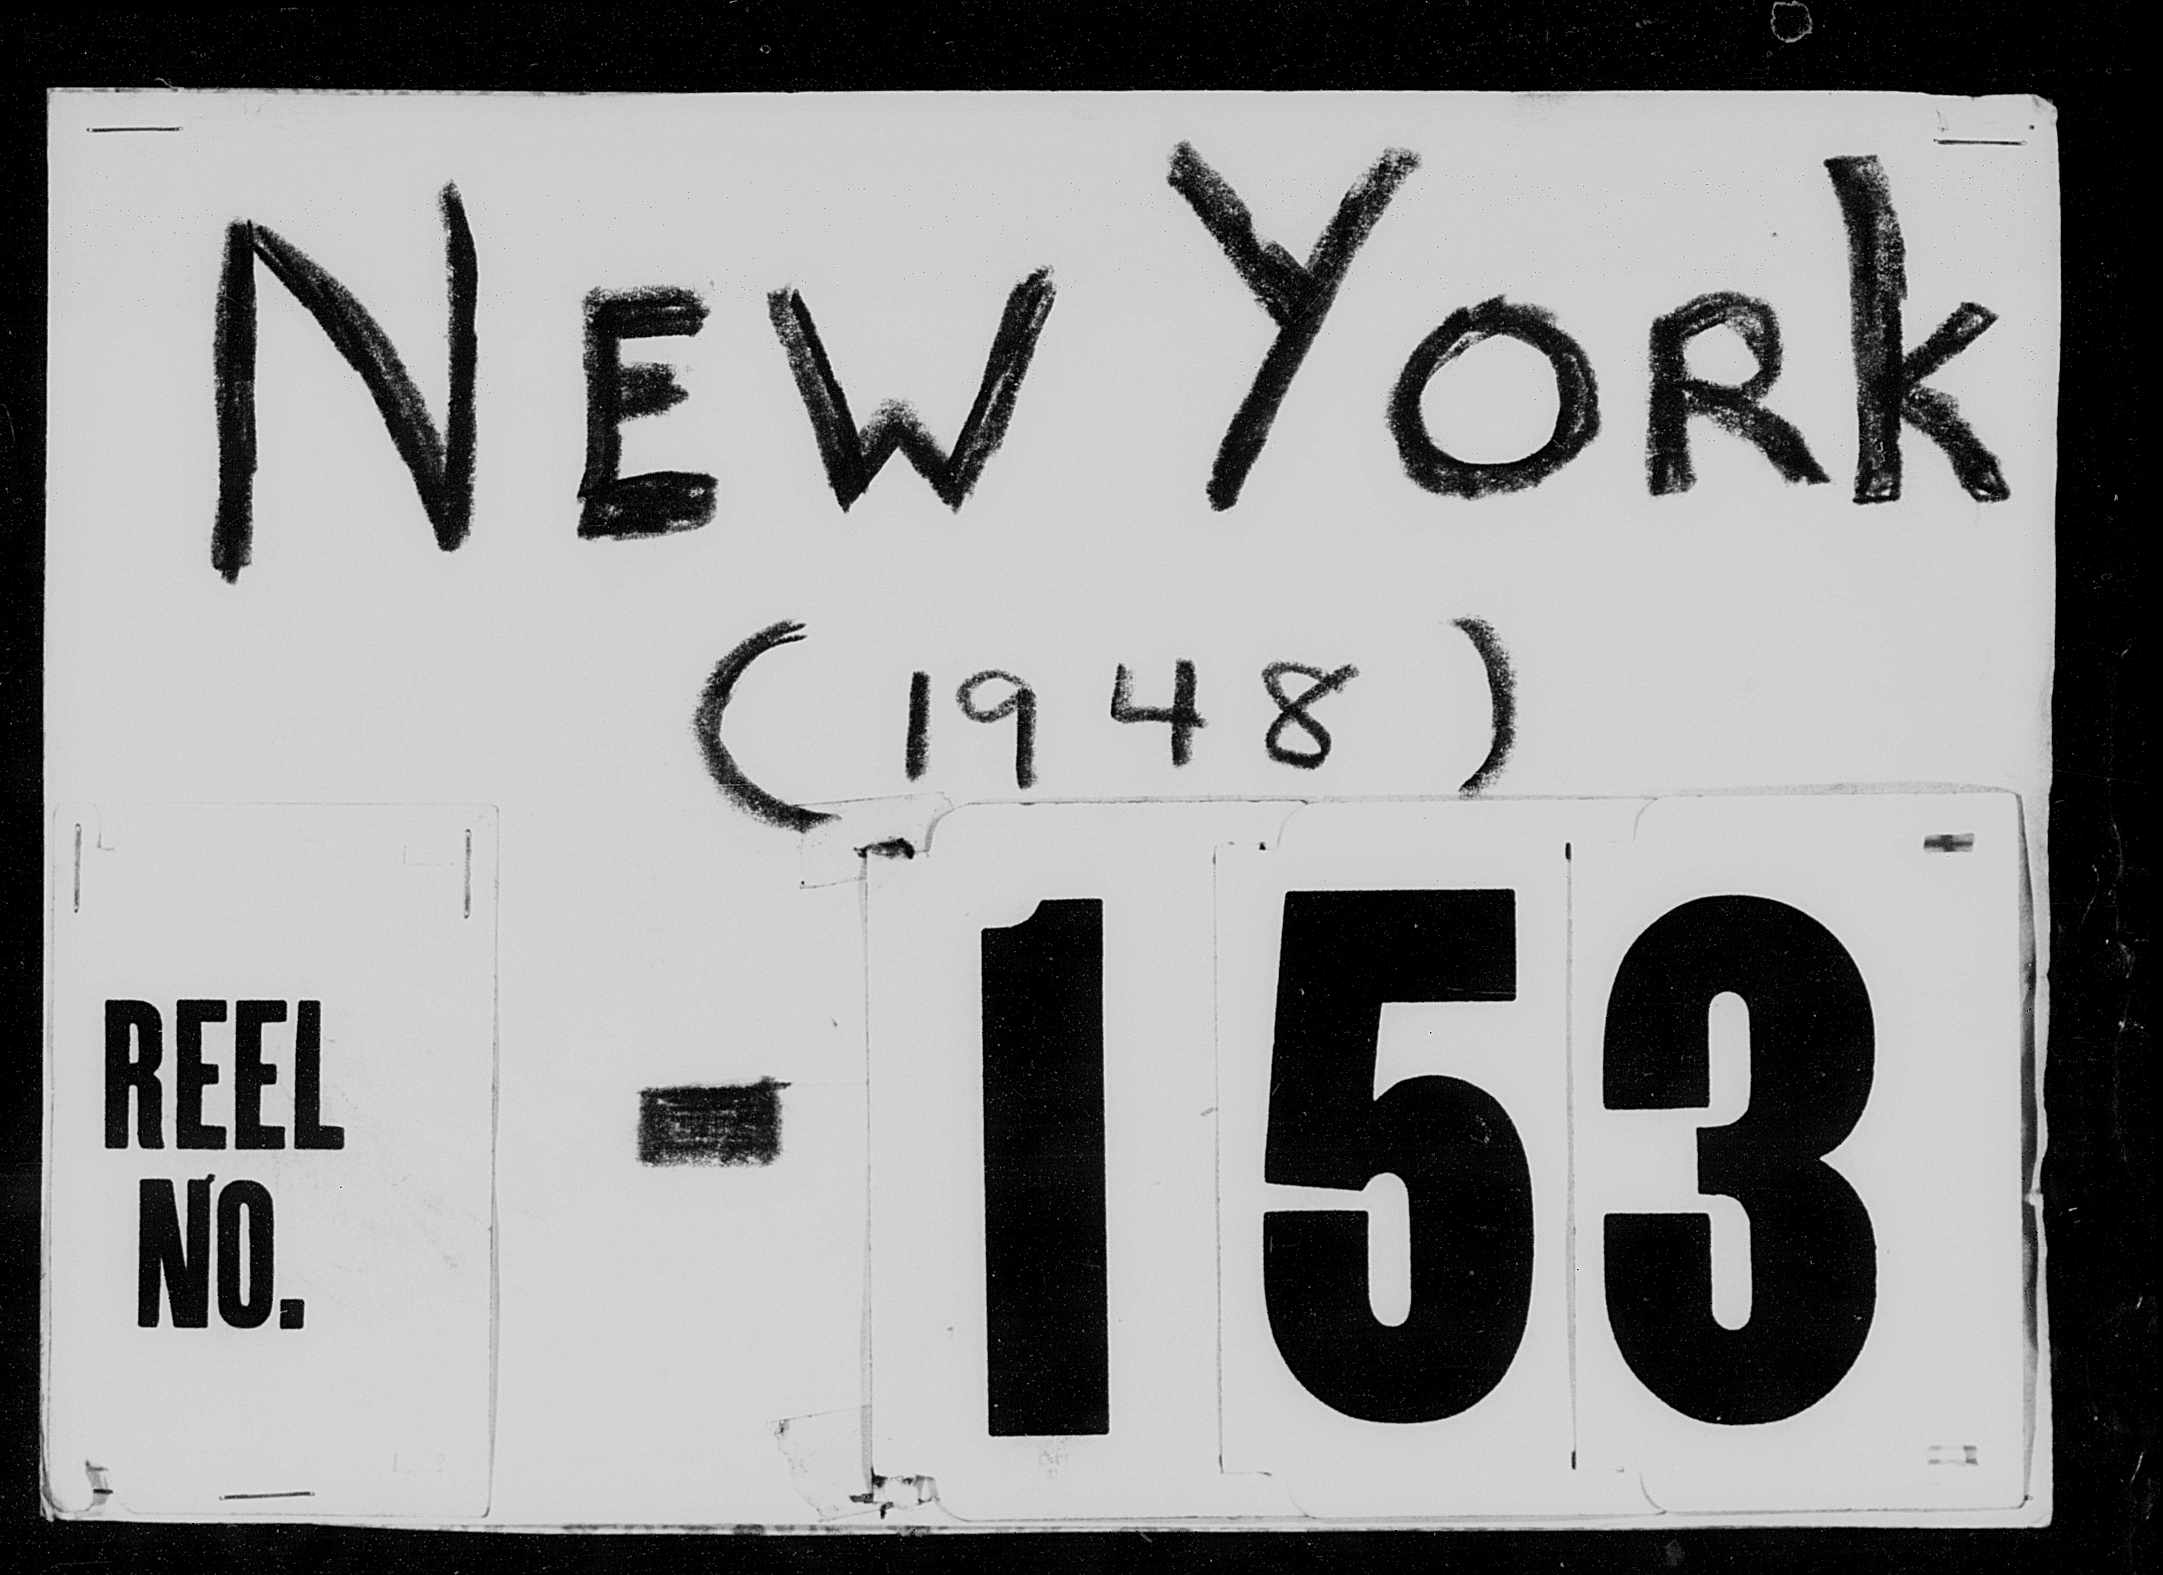 NEW YORK
(1948)
REEL NO. - 153